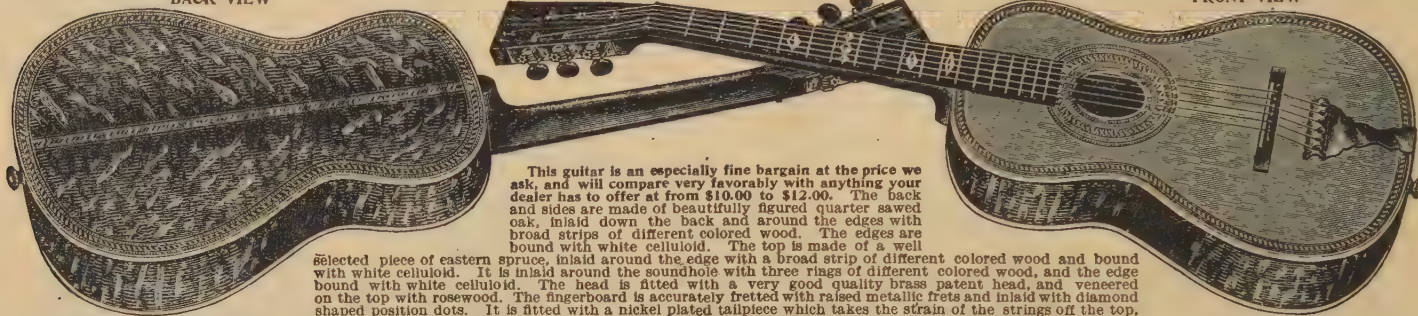 BACK VIEW
FRONT VIEW
This guitar is an especially fine bargain at the price we
ask, and will compare very favorably with anything your
dealer has to offer at from $10.00 to $12.00. The back
and sides are made of beautifully figured quarter sawed
oak, inlaid down the back and around the edges with
broad strips of different colored wood. The edges are
bound with white celluloid. The top is made of a well
selected piece of eastern spruce, inlaid around the edge with a broad strip of different colored wood and bound
with white celluloid. It is inlaid around the soundhole with three rings of different colored wood, and the edge
bound with white celluloid. The head is fitted with a very good quality brass patent head, and veneered
on the top with rosewood. The fingerboard is accurately fretted with raised metallic frets and inlaid with diamond
shaped position dots. It is fitted with a nickel plated tailpiece which takes the strain of the strings off the top,